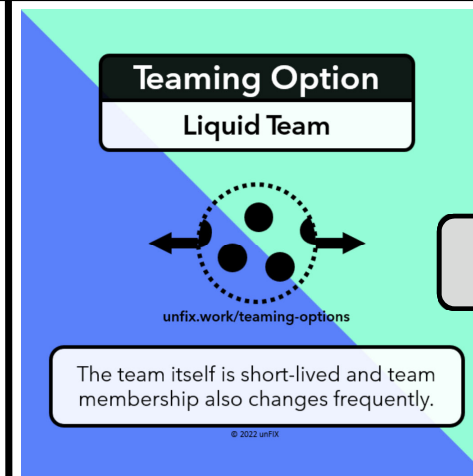 Teaming Option
Liquid Team
unfix.work/teaming-options
The team itself is short-lived and team
membership also changes frequently.
© 2022 unFIX